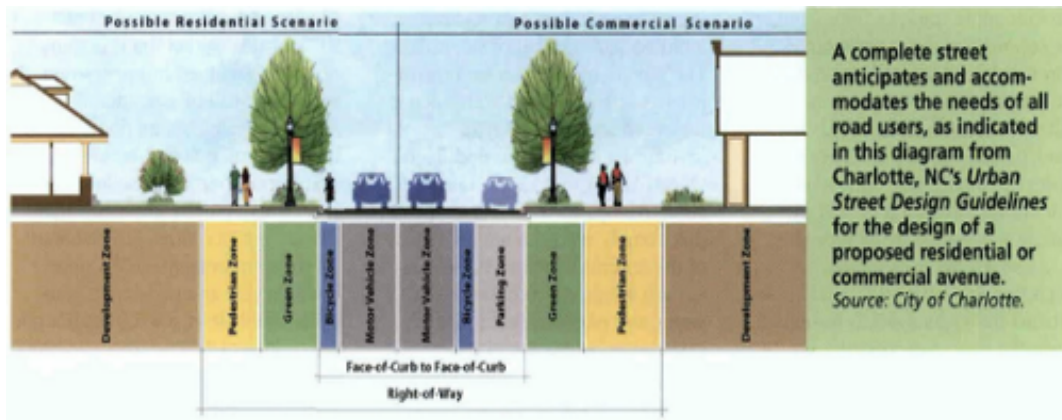 Possible Residential Scenario
Possible Commercial Scenario
A complete street
anticipates and accom-
modates the needs of all
road users, as indicated
in this diagram from
Charlotte, NC's Urban
Street Design Guidelines
for the design of a
proposed residential or
commercial avenue.
Source: City of Charlotte.
Development Zone
Pedestrian Zone
Green Zone
Bicycle Zone
Motor Vehicle Zone
Motor Vehicle Zone
Bicycle Zone
Parking Zone
Green Zone
Pedestrian Zone
Development Zone
Face-of-Curb to Face-of-Curb
Right-of-Way